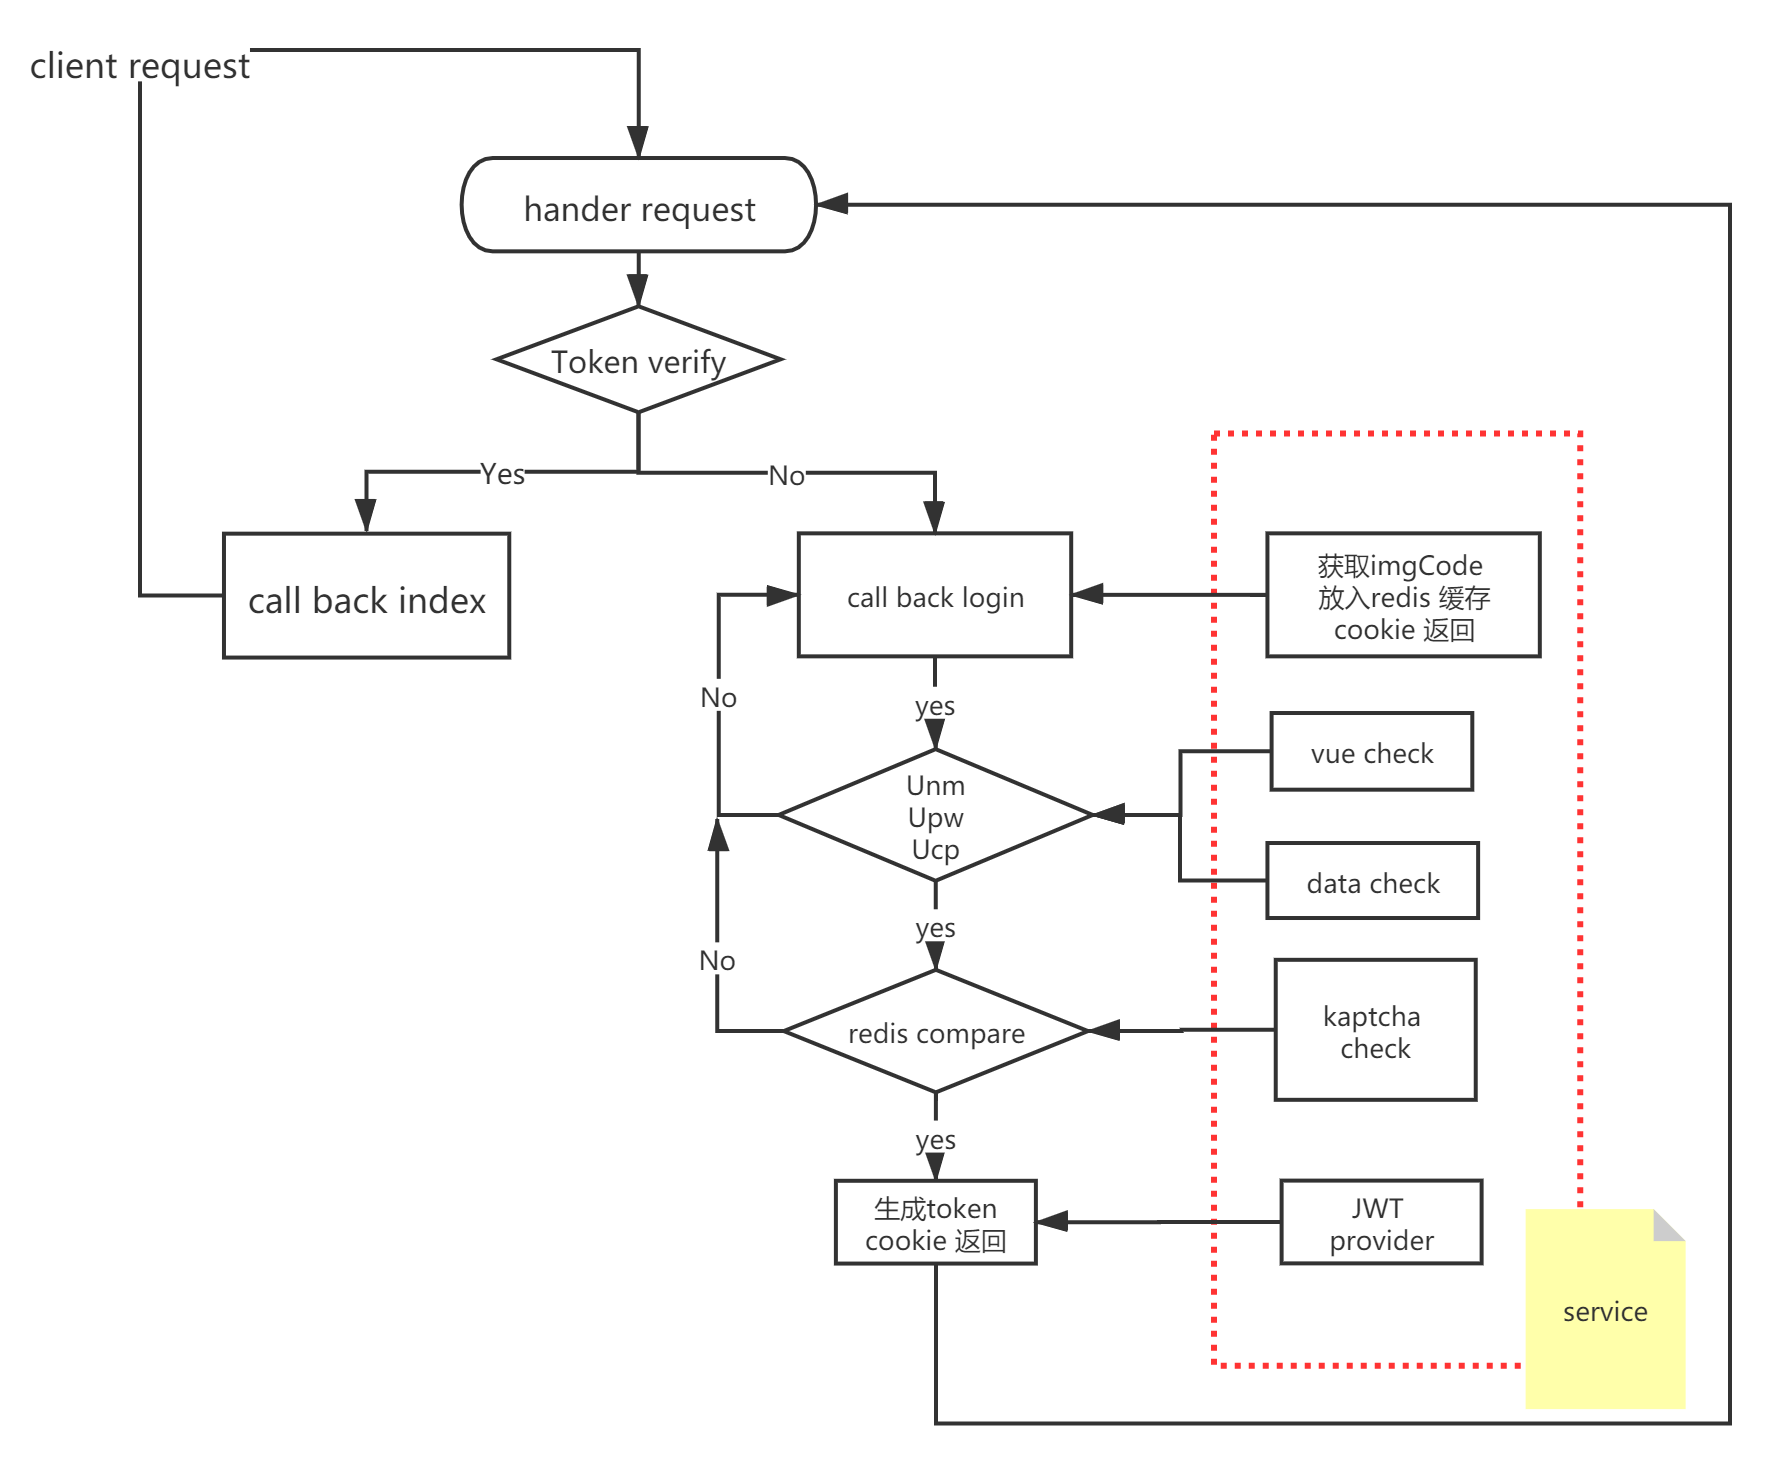 client request
hander request
Token verify
Yes
No
call back index
call back login
获取imgCode
放入redis 缓存
cookie 返回
No
yes
vue check
Unm
Upw
Ucp
data check
yes
No
redis compare
kaptcha
check
yes
生成token
cookie 返回
JWT
provider
service